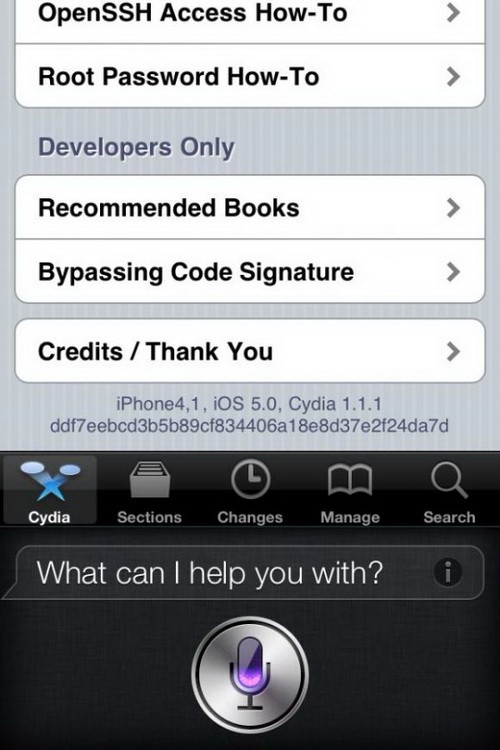 OpenSSH Access How-To
Root Password How-To
Developers Only
Recommended Books
Bypassing Code Signature
Credits / Thank You
iPhone4,1, iOS 5.0, Cydia 1.1.1
ddf7eebcd3b5b89cf834406a18e8d37e2f24da7d
Cydia Sections Changes Manage Search
What can I help you with? i